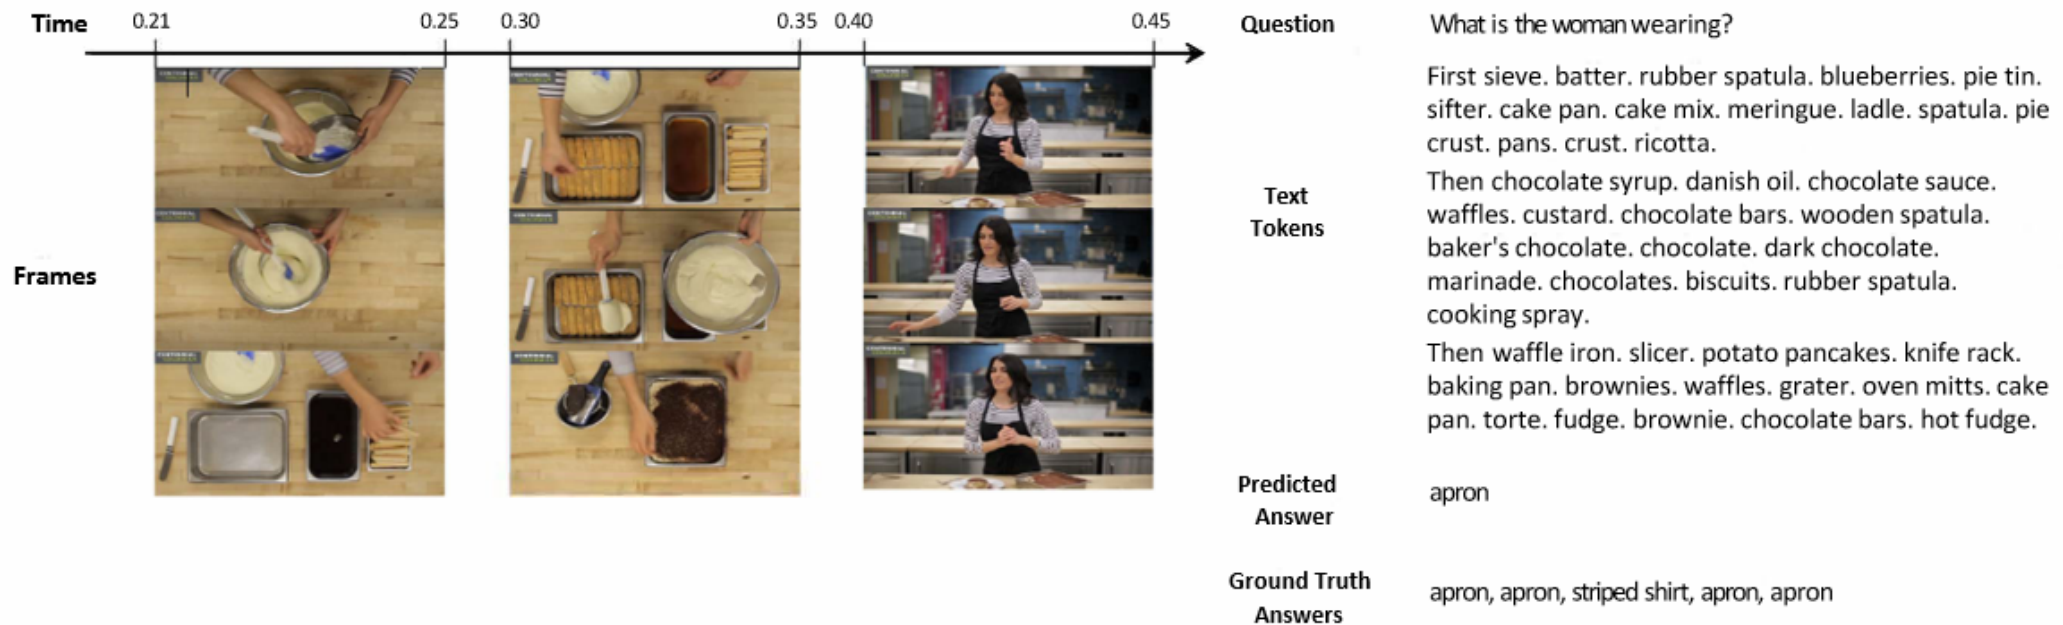 Time
0.21
0.25
0.30
0.35
0.40
0.45
Frames
Question
What is the woman wearing?
Text
Tokens
First sieve. batter. rubber spatula. blueberries. pie tin.
sifter. cake pan. cake mix. meringue. ladle. spatula. pie
crust. pans. crust. ricotta.
Then chocolate syrup. danish oil. chocolate sauce.
waffles. custard. chocolate bars. wooden spatula.
baker's chocolate. chocolate. dark chocolate.
marinade. chocolates. biscuits. rubber spatula.
cooking spray.
Then waffle iron. slicer. potato pancakes. knife rack.
baking pan. brownies. waffles. grater. oven mitts. cake
pan. torte. fudge. brownie. chocolate bars. hot fudge.
Predicted
Answer
apron
Ground Truth
Answers
apron, apron, striped shirt, apron, apron